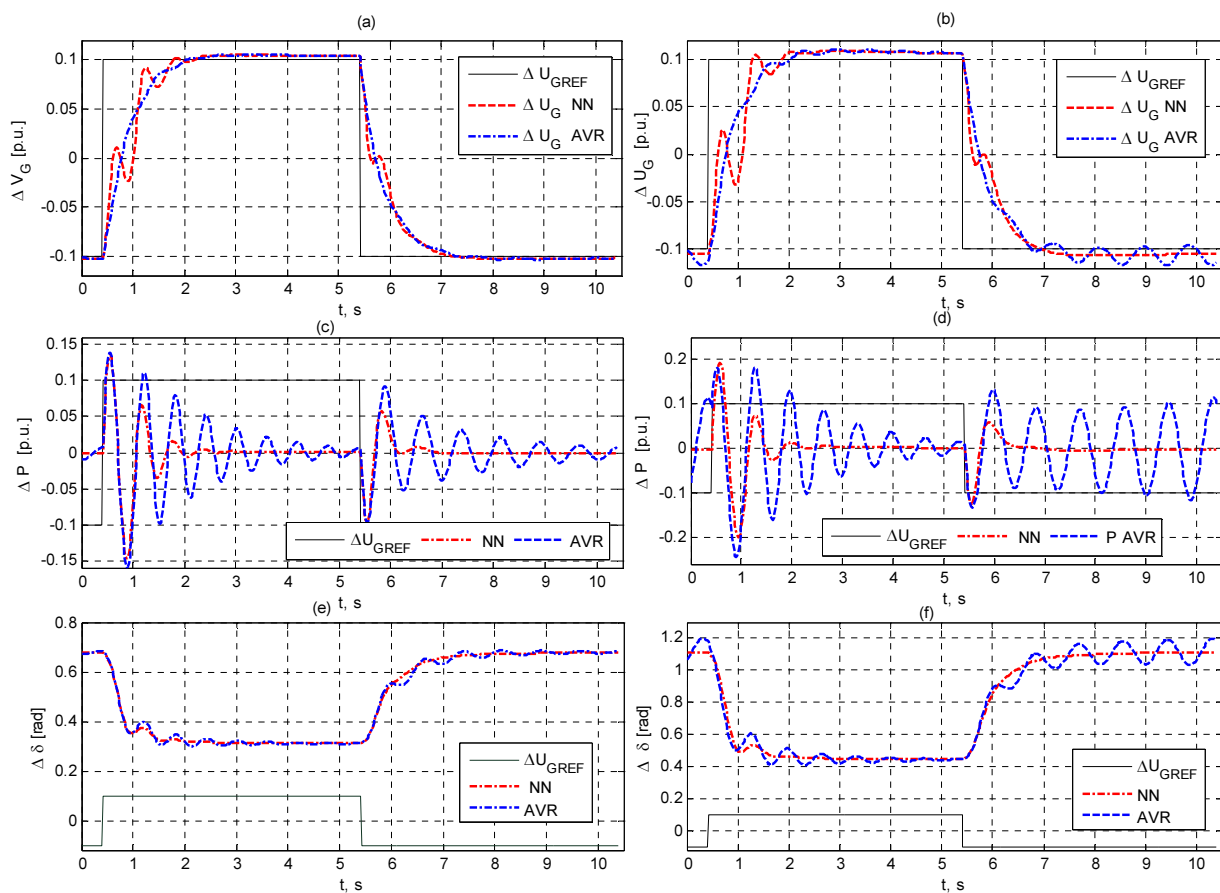 (a)
0.1
0.05
0
-0.05
-0.1
Δ V_G [p.u.]
Δ U_GREF
Δ U_G NN
Δ U_G AVR
0 1 2 3 4 5 6 7 8 9 10
t, s
(b)
0.1
0.05
0
-0.05
-0.1
Δ U_G [p.u.]
Δ U_GREF
Δ U_G NN
Δ U_G AVR
0 1 2 3 4 5 6 7 8 9 10
t, s
(c)
0.15
0.1
0.05
0
-0.05
-0.1
-0.15
Δ P [p.u.]
ΔU_GREF NN AVR
0 1 2 3 4 5 6 7 8 9 10
t, s
(d)
0.2
0.1
0
-0.1
-0.2
Δ P [p.u.]
ΔU_GREF NN P AVR
0 1 2 3 4 5 6 7 8 9 10
t, s
(e)
0.8
0.6
0.4
0.2
0
Δ δ [rad]
ΔU_GREF
NN
AVR
0 1 2 3 4 5 6 7 8 9 10
t, s
(f)
1.2
1
0.8
0.6
0.4
0.2
0
Δ δ [rad]
ΔU_GREF
NN
AVR
0 1 2 3 4 5 6 7 8 9 10
t, s